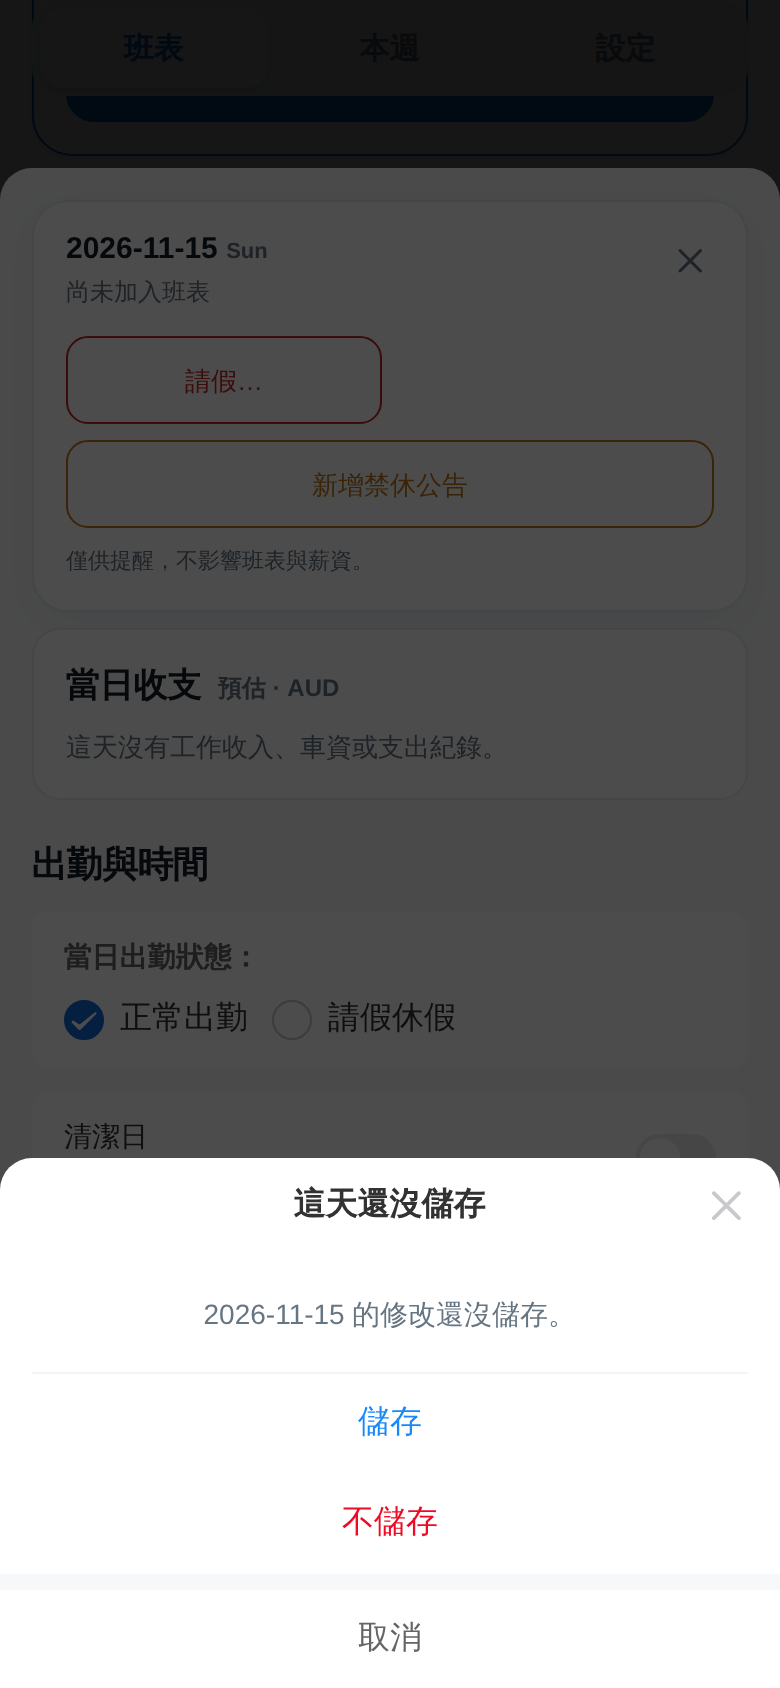 班表 本週 設定
2026-11-15 Sun
尚未加入班表
請假…
新增禁休公告
僅供提醒，不影響班表與薪資。
當日收支 預估 · AUD
這天沒有工作收入、車資或支出紀錄。
出勤與時間
當日出勤狀態：
正常出勤 請假休假
清潔日
這天還沒儲存
2026-11-15 的修改還沒儲存。
儲存
不儲存
取消